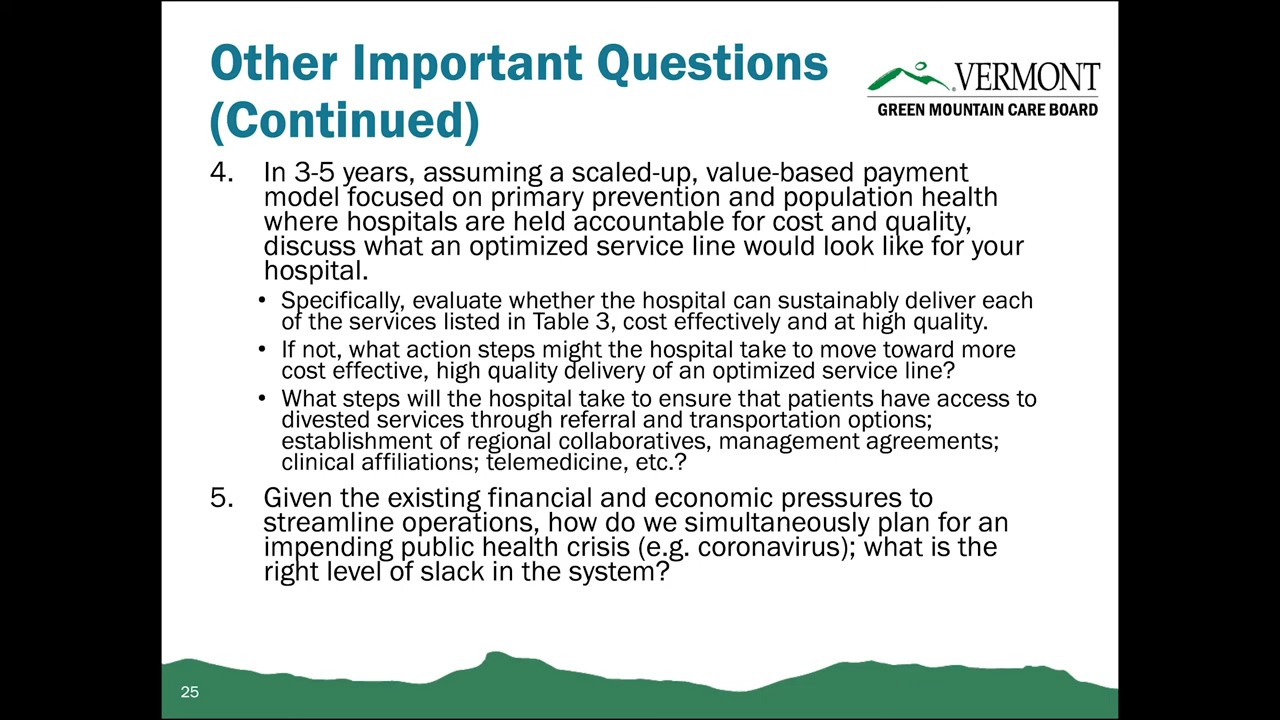 Other Important Questions
(Continued)
VERMONT
GREEN MOUNTAIN CARE BOARD
4. In 3-5 years, assuming a scaled-up, value-based payment
model focused on primary prevention and population health
where hospitals are held accountable for cost and quality,
discuss what an optimized service line would look like for your
hospital.
• Specifically, evaluate whether the hospital can sustainably deliver each
of the services listed in Table 3, cost effectively and at high quality.
• If not, what action steps might the hospital take to move toward more
cost effective, high quality delivery of an optimized service line?
• What steps will the hospital take to ensure that patients have access to
divested services through referral and transportation options;
establishment of regional collaboratives, management agreements;
clinical affiliations; telemedicine, etc.?
5. Given the existing financial and economic pressures to
streamline operations, how do we simultaneously plan for an
impending public health crisis (e.g. coronavirus); what is the
right level of slack in the system?
25